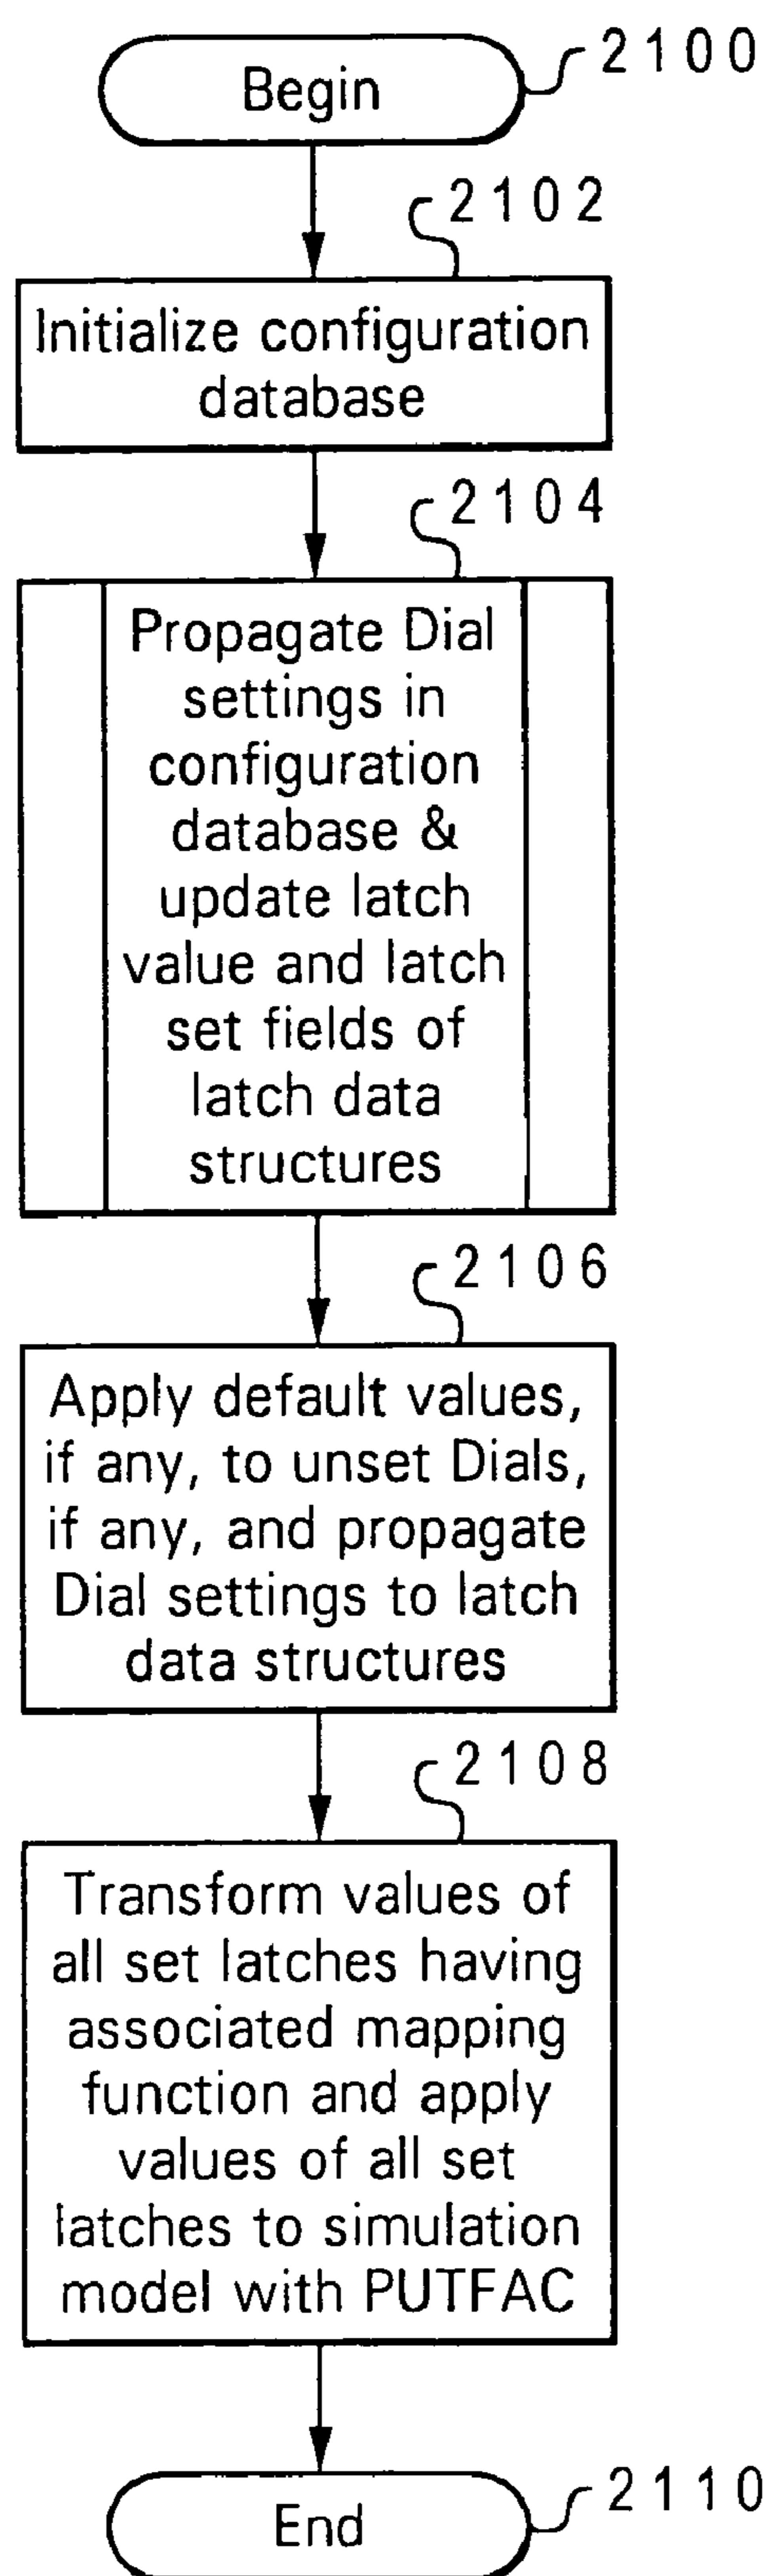 Begin
2100
2102
Initialize configuration
database
2104
Propagate Dial
settings in
configuration
database &
update latch
value and latch
set fields of
latch data
structures
2106
Apply default values,
if any, to unset Dials,
if any, and propagate
Dial settings to latch
data structures
2108
Transform values of
all set latches having
associated mapping
function and apply
values of all set
latches to simulation
model with PUTFAC
End
2110